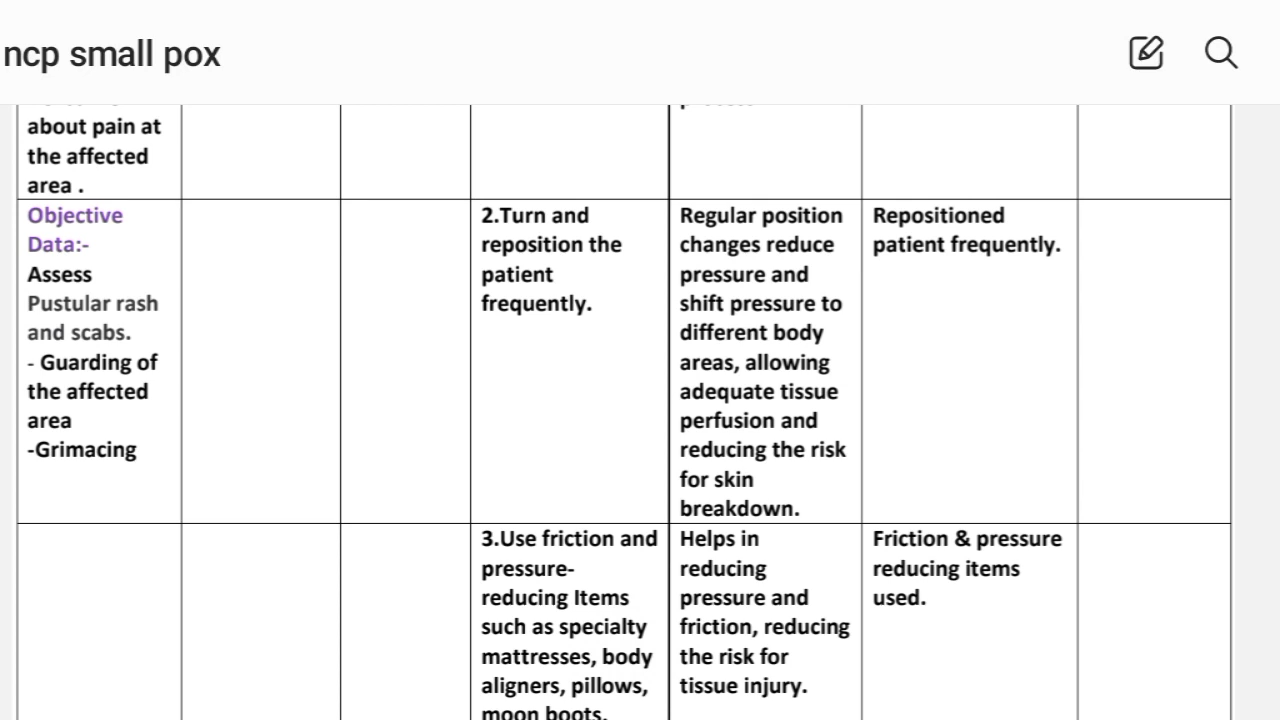 ncp small pox
about pain at
the affected
area .
Objective
Data:-
Assess
Pustular rash
and scabs.
- Guarding of
the affected
area
-Grimacing
2.Turn and
reposition the
patient
frequently.
Regular position
changes reduce
pressure and
shift pressure to
different body
areas, allowing
adequate tissue
perfusion and
reducing the risk
for skin
breakdown.
Repositioned
patient frequently.
3.Use friction and
pressure-
reducing Items
such as specialty
mattresses, body
aligners, pillows,
moon boots.
Helps in
reducing
pressure and
friction, reducing
the risk for
tissue injury.
Friction & pressure
reducing items
used.